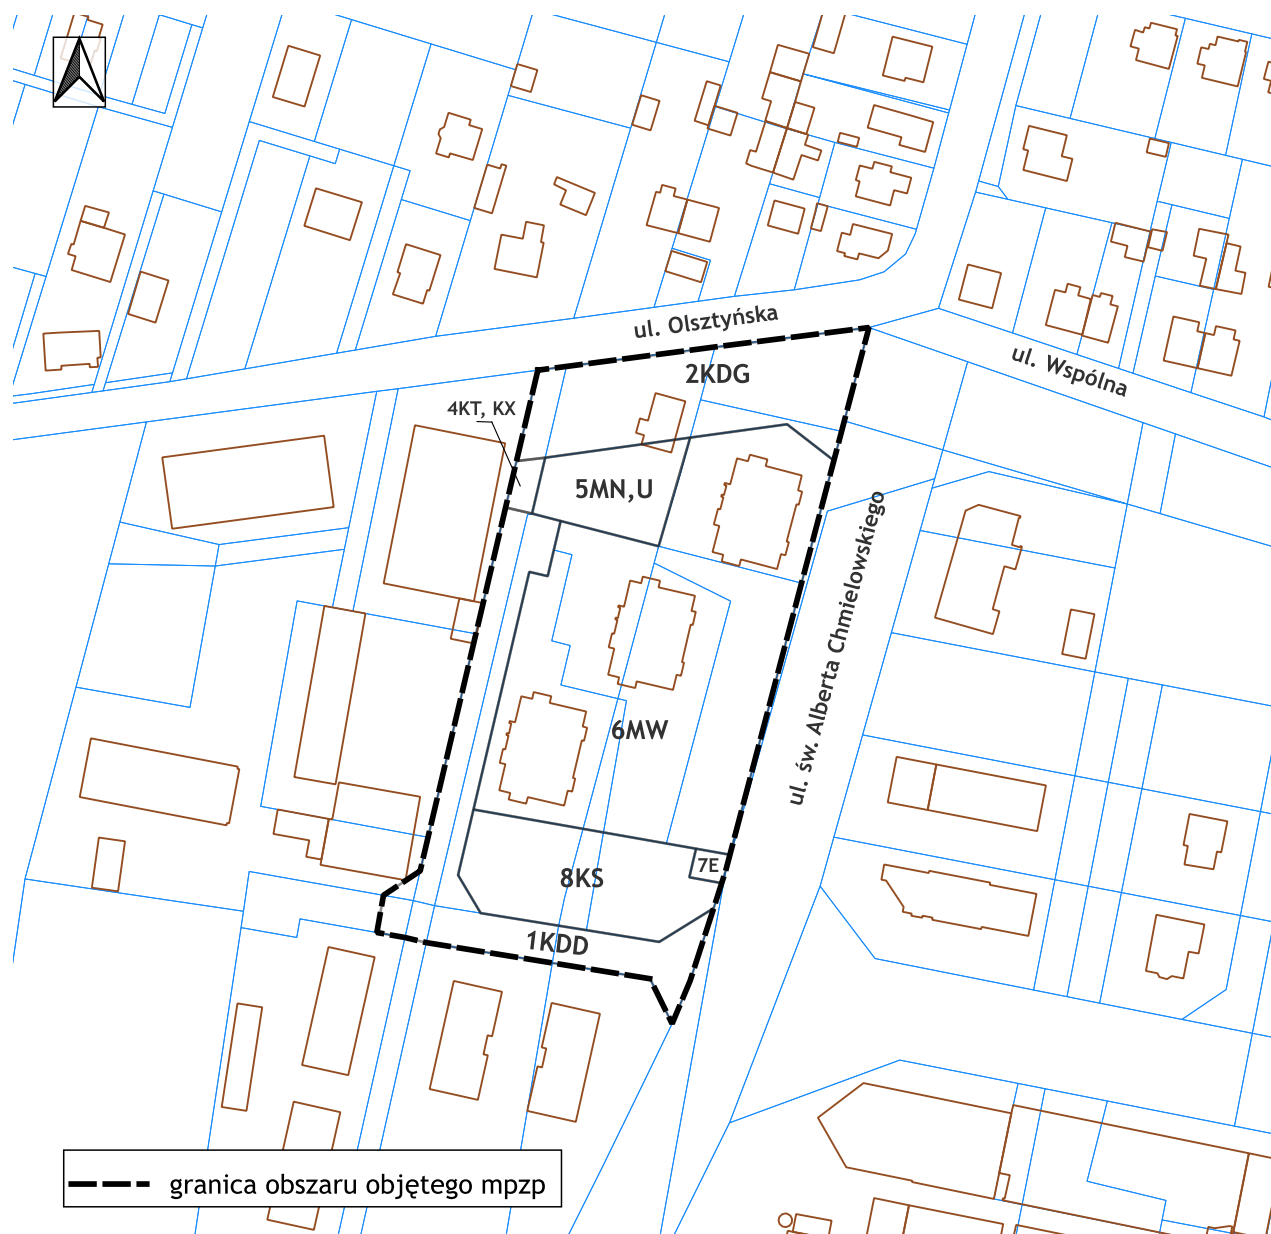 ul. Olsztyńska
ul. Wspólna
2KDG
4KT, KX
5MN,U
ul. św. Alberta Chmielowskiego
6MW
7E
8KS
1KDD
granica obszaru objętego mpzp